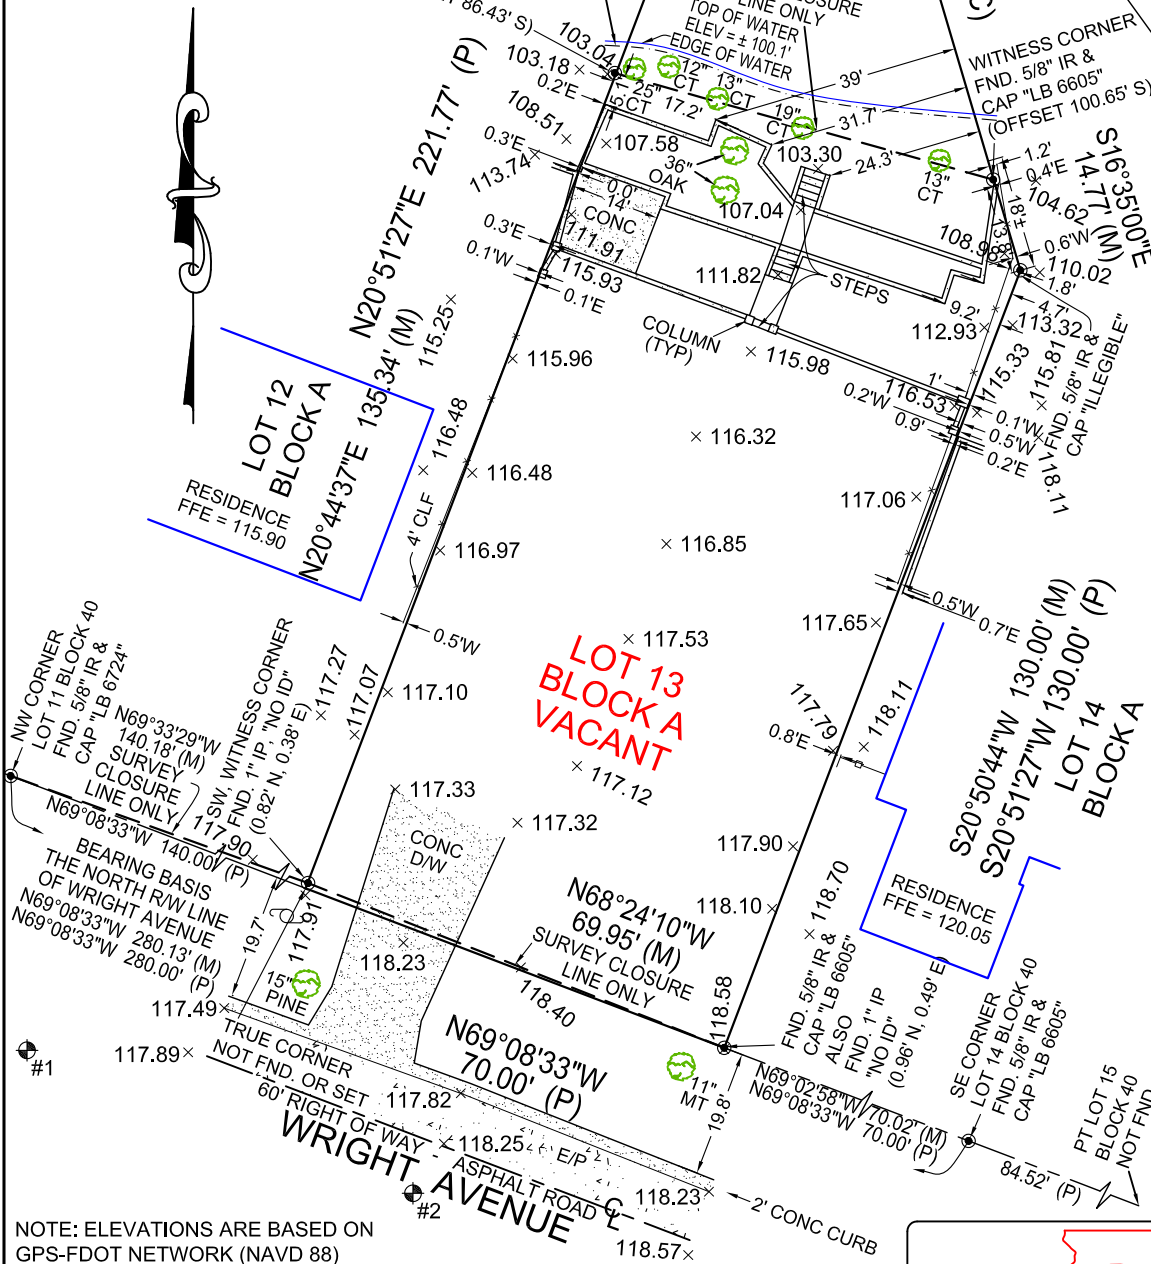 ' 86.43' S)
103.04
103.18
0.2'E
108.51
0.3'E
113.74
LINE ONLY
TOP OF WATER
ELEV = ± 100.1'
EDGE OF WATER
12"
CT
13"
CT
25"
CT
17.2'
19"
CT
39'
31.7'
24.3'
WITNESS CORNER
FND. 5/8" IR &
CAP "LB 6605"
(OFFSET 100.65' S)
S16°35'00"E
14.77' (M)
1.2'
0.4'E
104.62
18'±
0.6'W
110.02
1.8'
4.7'
113.32
13"
CT
103.30
107.58
36"
OAK
107.04
108.98
0.0'
14'
CONC
111.91
111.82
STEPS
9.2'
112.93
0.3'E
0.1'W
0.1'E
115.93
COLUMN
(TYP)
115.98
115.96
N20°51'27"E 221.77' (P)
N20°44'37"E 135.34' (M)
115.25
LOT 12
BLOCK A
RESIDENCE
FFE = 115.90
116.48
116.48
116.97
4' CLF
116.32
116.85
1'
116.53
115.33
115.81
FND. 5/8" IR &
CAP "ILLEGIBLE"
0.2'W
0.9'
0.1'W
0.5'W
0.2'E
118.11
117.06
0.5'W
0.7'E
0.5'W
117.65
117.53
LOT 13
BLOCK A
VACANT
117.27
117.07
117.10
117.79
0.8'E
118.11
S20°50'44"W 130.00' (M)
S20°51'27"W 130.00' (P)
LOT 14
BLOCK A
RESIDENCE
FFE = 120.05
NW CORNER
LOT 11 BLOCK 40
FND. 5/8" IR &
CAP "LB 6724"
N69°33'29"W
140.18' (M)
SURVEY
CLOSURE
LINE ONLY
N69°08'33"W 140.00' (P)
SW, WITNESS CORNER
FND. 1" IP, "NO ID"
(0.82' N, 0.38' E)
117.90
BEARING BASIS
THE NORTH R/W LINE
OF WRIGHT AVENUE
N69°08'33"W 280.13' (M)
N69°08'33"W 280.00' (P)
117.33
117.12
117.32
CONC
D/W
117.90
118.10
118.70
N68°24'10"W
69.95' (M)
SURVEY CLOSURE
LINE ONLY
118.23
118.40
118.58
117.91
19.7'
15"
PINE
117.49
117.89
TRUE CORNER
NOT FND. OR SET
60' RIGHT OF WAY
N69°08'33"W
70.00' (P)
117.82
118.25
E/P
ASPHALT ROAD
CL
WRIGHT AVENUE
118.23
118.57
11"
MT
19.8'
2' CONC CURB
FND. 5/8" IR &
CAP "LB 6605"
ALSO
FND. 1" IP
"NO ID"
(0.96' N, 0.49' E)
N69°02'58"W 70.02' (M)
N69°08'33"W 70.00' (P)
SE CORNER
LOT 14 BLOCK 40
FND. 5/8" IR &
CAP "LB 6605"
84.52' (P)
PT LOT 15
BLOCK 40
NOT FND
#1
#2
NOTE: ELEVATIONS ARE BASED ON
GPS-FDOT NETWORK (NAVD 88)